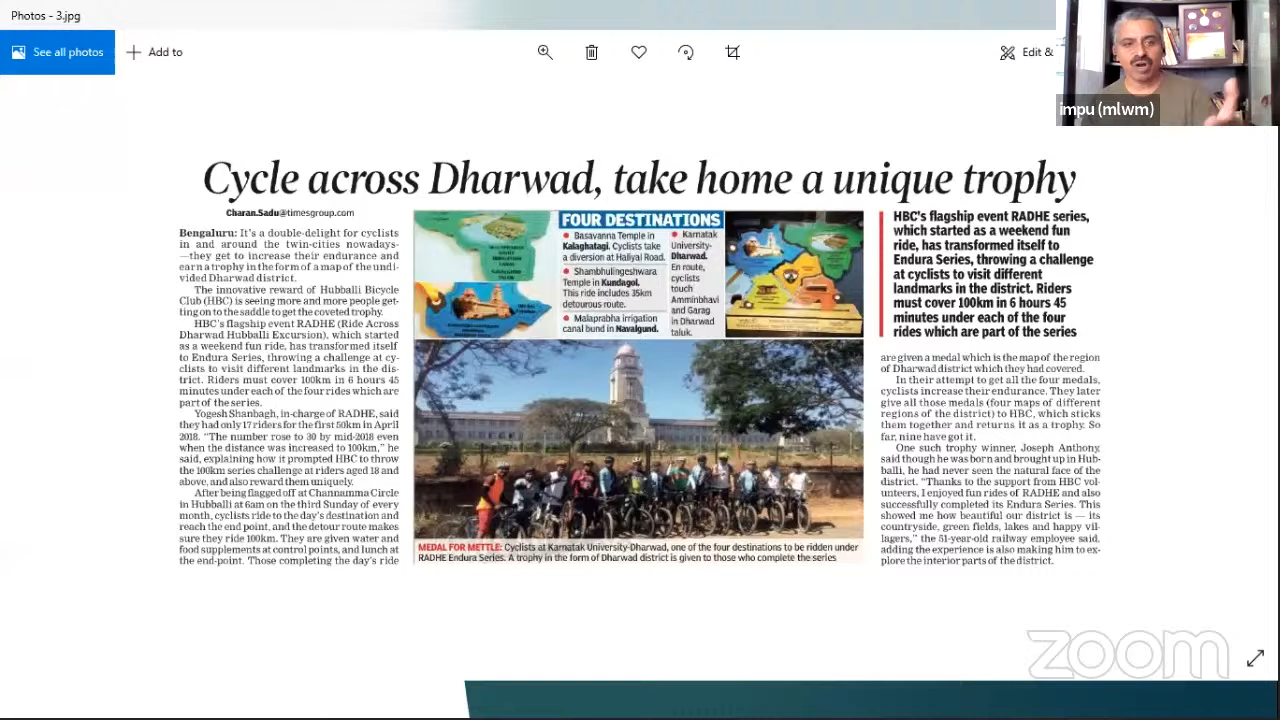 Photos - 3.jpg
See all photos
Add to
Edit &
impu (mlwm)
Cycle across Dharwad, take home a unique trophy
Charan.Sadu@timesgroup.com
Bengaluru: It's a double-delight for cyclists
in and around the twin-cities nowadays
—they get to increase their endurance and
earn a trophy in the form of a map of the undi-
vided Dharwad district.
The innovative reward of Hubballi Bicycle
Club (HBC) is seeing more and more people get-
ting on to the saddle to get the coveted trophy.
HBC's flagship event RADHE (Ride Across
Dharwad Hubballi Excursion), which started
as a weekend fun ride, has transformed itself
to Endura Series, throwing a challenge at cy-
clists to visit different landmarks in the dis-
trict. Riders must cover 100km in 6 hours 45
minutes under each of the four rides which are
part of the series.
Yogesh Shanbagh, in-charge of RADHE, said
they had only 17 riders for the first 50km in April
2018. "The number rose to 30 by mid-2018 even
when the distance was increased to 100km," he
said, explaining how it prompted HBC to throw
the 100km series challenge at riders aged 18 and
above, and also reward them uniquely.
After being flagged off at Channamma Circle
in Hubballi at 6am on the third Sunday of every
month, cyclists ride to the day's destination and
reach the end point, and the detour route makes
sure they ride 100km. They are given water and
food supplements at control points, and lunch at
the end-point. Those completing the day's ride
FOUR DESTINATIONS
Basavanna Temple in
Kalaghatagi. Cyclists take
a diversion at Haliyal Road.
Shambhulingeshwara
Temple in Kundagol.
This ride includes 35km
detourous route.
Malaprabha irrigation
canal bund in Navalgund.
Karnatak
University-
Dharwad.
En route,
cyclists
touch
Amminbhavi
and Garag
in Dharwad
taluk.
MEDAL FOR METTLE: Cyclists at Karnatak University-Dharwad, one of the four destinations to be ridden under
RADHE Endura Series. A trophy in the form of Dharwad district is given to those who complete the series
HBC's flagship event RADHE series,
which started as a weekend fun
ride, has transformed itself to
Endura Series, throwing a challenge
at cyclists to visit different
landmarks in the district. Riders
must cover 100km in 6 hours 45
minutes under each of the four
rides which are part of the series
are given a medal which is the map of the region
of Dharwad district which they had covered.
In their attempt to get all the four medals,
cyclists increase their endurance. They later
give all those medals (four maps of different
regions of the district) to HBC, which sticks
them together and returns it as a trophy. So
far, nine have got it.
One such trophy winner, Joseph Anthony,
said though he was born and brought up in Hub-
balli, he had never seen the natural face of the
district. "Thanks to the support from HBC vol-
unteers, I enjoyed fun rides of RADHE and also
successfully completed its Endura Series. This
showed me how beautiful our district is — its
countryside, green fields, lakes and happy vil-
lagers," the 51-year-old railway employee said,
adding the experience is also making him to ex-
plore the interior parts of the district.
zoom